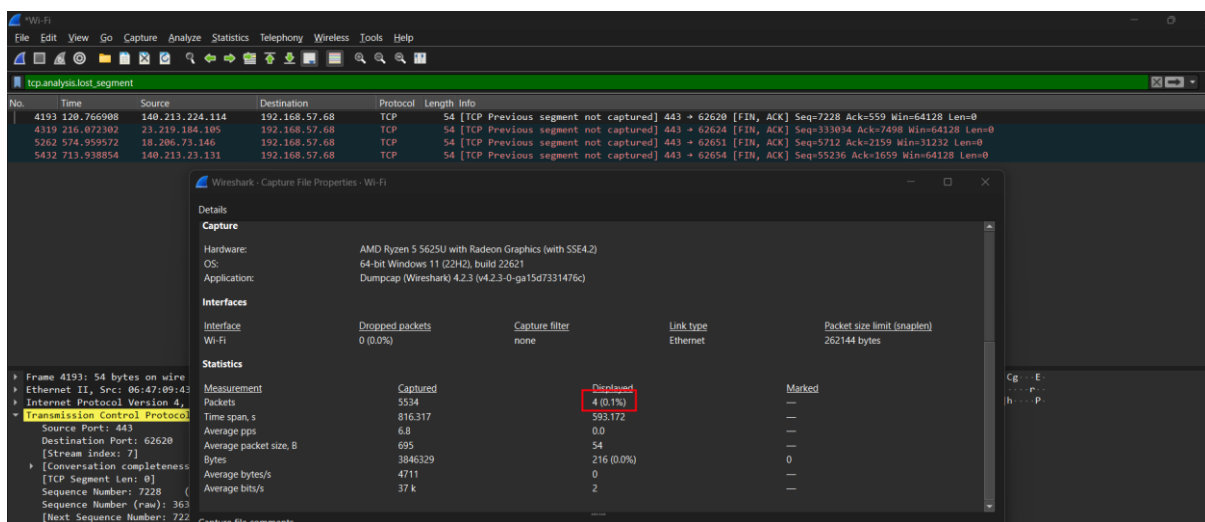 *Wi-Fi
File Edit View Go Capture Analyze Statistics Telephony Wireless Tools Help
tcp.analysis.lost_segment
No. Time Source Destination Protocol Length Info
4193 120.766908 140.213.224.114 192.168.57.68 TCP 54 [TCP Previous segment not captured] 443 → 62620 [FIN, ACK] Seq=7228 Ack=559 Win=64128 Len=0
4319 216.072302 23.219.184.105 192.168.57.68 TCP 54 [TCP Previous segment not captured] 443 → 62624 [FIN, ACK] Seq=333034 Ack=7498 Win=64128 Len=0
5262 574.959572 18.206.73.146 192.168.57.68 TCP 54 [TCP Previous segment not captured] 443 → 62651 [FIN, ACK] Seq=5712 Ack=2159 Win=31232 Len=0
5432 713.938854 140.213.23.131 192.168.57.68 TCP 54 [TCP Previous segment not captured] 443 → 62654 [FIN, ACK] Seq=55236 Ack=1659 Win=64128 Len=0
Wireshark · Capture File Properties · Wi-Fi
Details
Capture
Hardware: AMD Ryzen 5 5625U with Radeon Graphics (with SSE4.2)
OS: 64-bit Windows 11 (22H2), build 22621
Application: Dumpcap (Wireshark) 4.2.3 (v4.2.3-0-ga15d7331476c)
Interfaces
Interface Dropped packets Capture filter Link type Packet size limit (snaplen)
Wi-Fi 0 (0.0%) none Ethernet 262144 bytes
Statistics
Measurement Captured Displayed Marked
Packets 5534 4 (0.1%) —
Time span, s 816.317 593.172 —
Average pps 6.8 0.0 —
Average packet size, B 695 54 —
Bytes 3846329 216 (0.0%) 0
Average bytes/s 4711 0 —
Average bits/s 37 k 2 —
Frame 4193: 54 bytes on wire
Ethernet II, Src: 06:47:09:43
Internet Protocol Version 4,
Transmission Control Protocol
Source Port: 443
Destination Port: 62620
[Stream index: 7]
[Conversation completeness
[TCP Segment Len: 0]
Sequence Number: 7228 (
Sequence Number (raw): 363
[Next Sequence Number: 722
Cg···E·
·····r··
h····P·